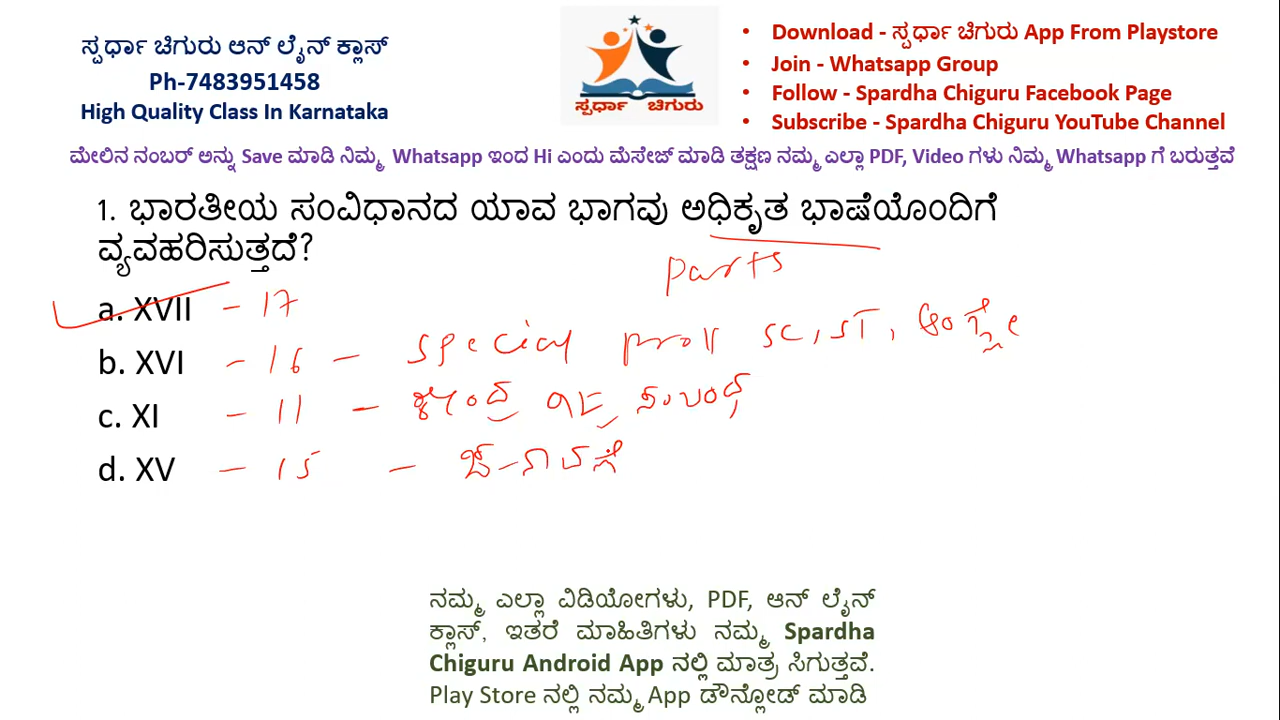 ಸ್ಪರ್ಧಾ ಚಿಗುರು ಆನ್ ಲೈನ್ ಕ್ಲಾಸ್
Ph-7483951458
High Quality Class In Karnataka
ಸ್ಪರ್ಧಾ ಚಿಗುರು
• Download - ಸ್ಪರ್ಧಾ ಚಿಗುರು App From Playstore
• Join - Whatsapp Group
• Follow - Spardha Chiguru Facebook Page
• Subscribe - Spardha Chiguru YouTube Channel
ಮೇಲಿನ ನಂಬರ್ ಅನ್ನು Save ಮಾಡಿ ನಿಮ್ಮ Whatsapp ಇಂದ Hi ಎಂದು ಮೆಸೇಜ್ ಮಾಡಿ ತಕ್ಷಣ ನಮ್ಮ ಎಲ್ಲಾ PDF, Video ಗಳು ನಿಮ್ಮ Whatsapp ಗೆ ಬರುತ್ತವೆ
1. ಭಾರತೀಯ ಸಂವಿಧಾನದ ಯಾವ ಭಾಗವು ಅಧಿಕೃತ ಭಾಷೆಯೊಂದಿಗೆ
ವ್ಯವಹರಿಸುತ್ತದೆ?
Parts
a. XVII - 17
b. XVI - 16 - special SC, ST,
c. XI - 11 - ಸಂಬಂಧ
d. XV - 15 -
ನಮ್ಮ ಎಲ್ಲಾ ವಿಡಿಯೋಗಳು, PDF, ಆನ್ ಲೈನ್
ಕ್ಲಾಸ್, ಇತರೆ ಮಾಹಿತಿಗಳು ನಮ್ಮ Spardha
Chiguru Android App ನಲ್ಲಿ ಮಾತ್ರ ಸಿಗುತ್ತವೆ.
Play Store ನಲ್ಲಿ ನಮ್ಮ App ಡೌನ್ಲೋಡ್ ಮಾಡಿ